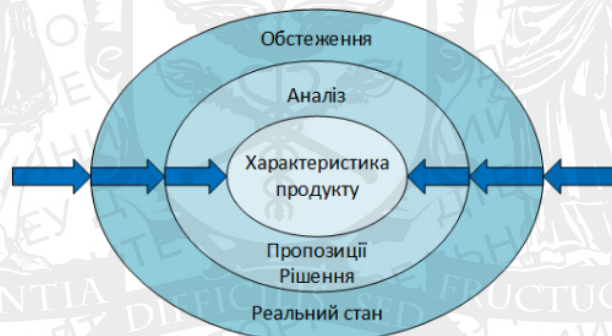 Обстеження
Аналіз
Характеристика
продукту
Пропозиції
Рішення
Реальний стан